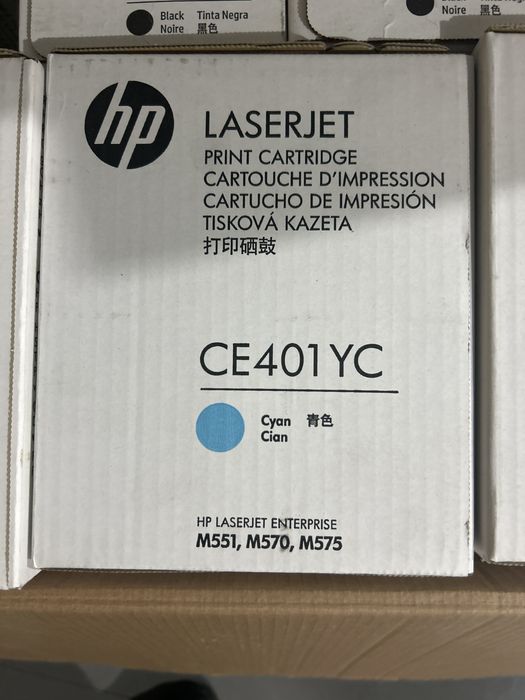 Black Tinta Negra
Noire 黑色
Noire 黑色
hp
LASERJET
PRINT CARTRIDGE
CARTOUCHE D'IMPRESSION
CARTUCHO DE IMPRESIÓN
TISKOVÁ KAZETA
打印硒鼓
CE401YC
Cyan 青色
Cian
HP LASERJET ENTERPRISE
M551, M570, M575